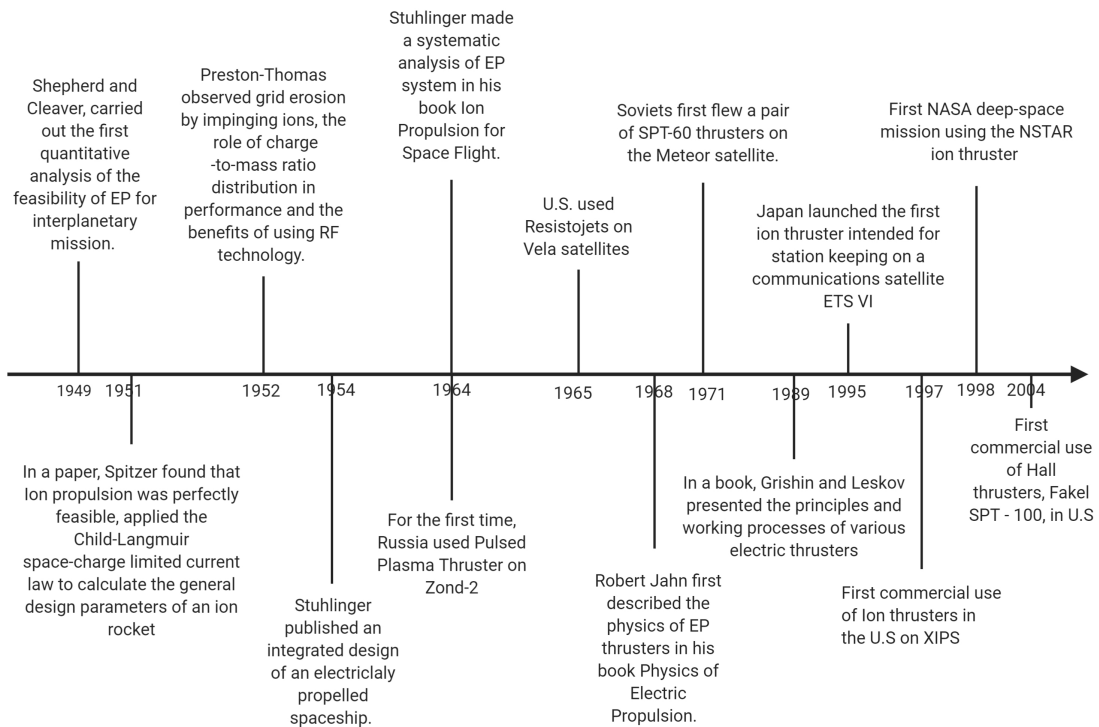 Shepherd and
Cleaver, carried
out the first
quantitative
analysis of the
feasibility of EP for
interplanetary
mission.
Preston-Thomas
observed grid erosion
by impinging ions, the
role of charge
-to-mass ratio
distribution in
performance and the
benefits of using RF
technology.
Stuhlinger made
a systematic
analysis of EP
system in his
book Ion
Propulsion for
Space Flight.
U.S. used
Resistojets on
Vela satellites
Soviets first flew a pair
of SPT-60 thrusters on
the Meteor satellite.
Japan launched the first
ion thruster intended for
station keeping on a
communications satellite
ETS VI
First NASA deep-space
mission using the NSTAR
ion thruster
1949 1951 1952 1954 1964 1965 1968 1971 1989 1995 1997 1998 2004
In a paper, Spitzer found that
Ion propulsion was perfectly
feasible, applied the
Child-Langmuir
space-charge limited current
law to calculate the general
design parameters of an ion
rocket
Stuhlinger
published an
integrated design
of an electriclaly
propelled
spaceship.
For the first time,
Russia used Pulsed
Plasma Thruster on
Zond-2
Robert Jahn first
described the
physics of EP
thrusters in his
book Physics of
Electric
Propulsion.
In a book, Grishin and Leskov
presented the principles and
working processes of various
electric thrusters
First commercial use
of Ion thrusters in
the U.S on XIPS
First
commercial use
of Hall
thrusters, Fakel
SPT - 100, in U.S